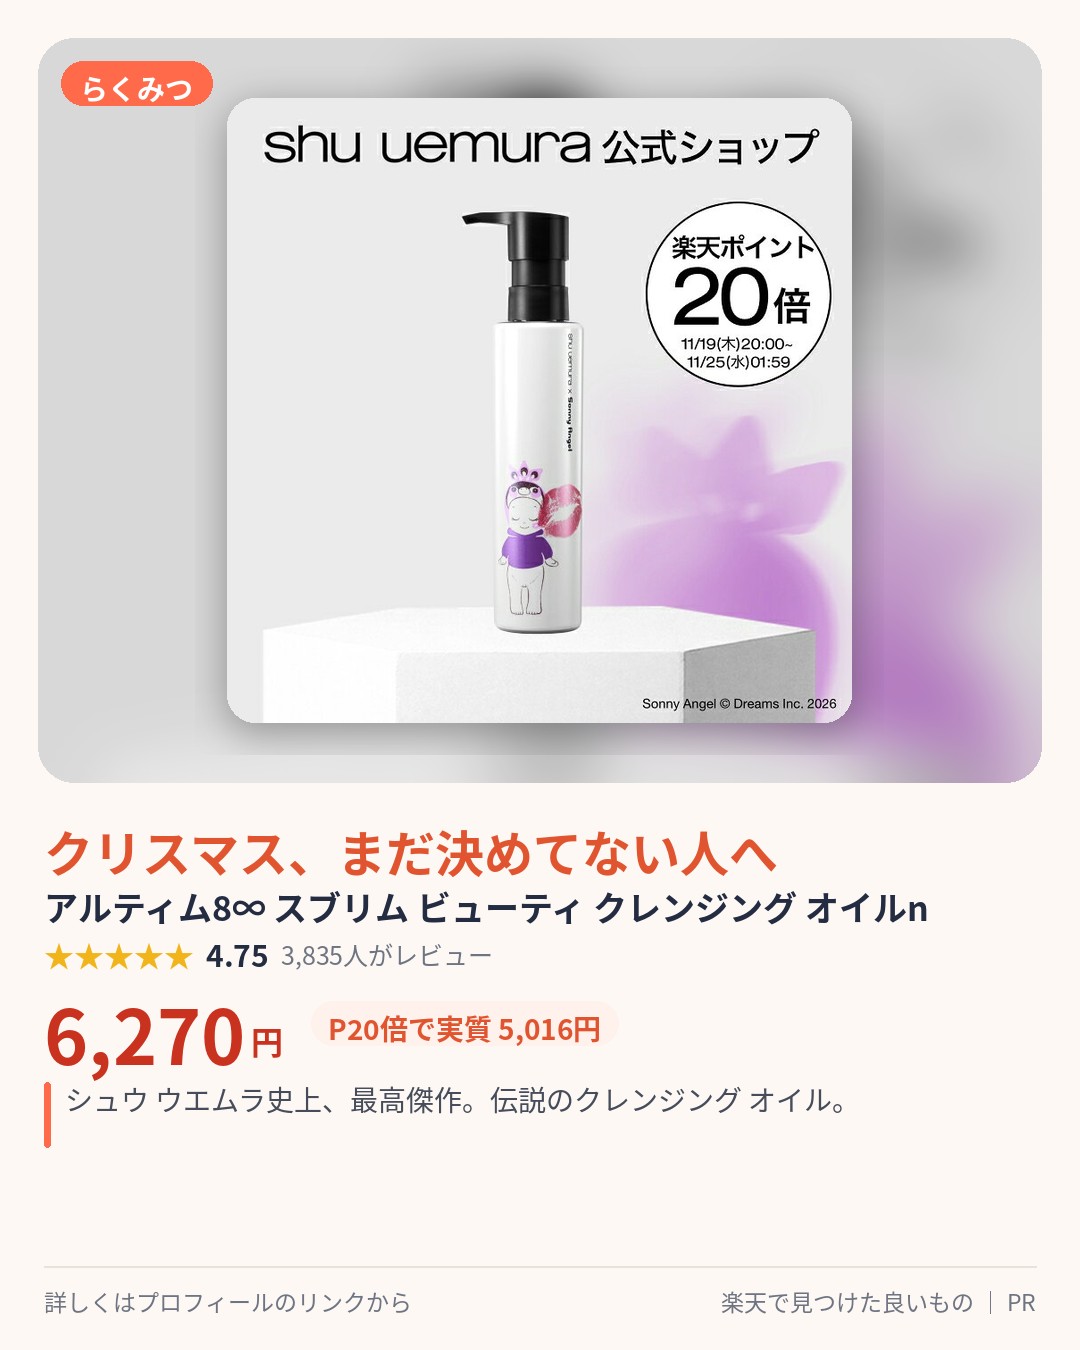 らくみつ
shu uemura 公式ショップ
楽天ポイント
20倍
11/19(木)20:00~
11/25(水)01:59
shu uemura × Sonny Angel
Sonny Angel © Dreams Inc. 2026
クリスマス、まだ決めてない人へ
アルティム8∞ スブリム ビューティ クレンジング オイルn
★★★★★ 4.75 3,835人がレビュー
6,270円 P20倍で実質 5,016円
シュウ ウエムラ史上、最高傑作。伝説のクレンジング オイル。
詳しくはプロフィールのリンクから
楽天で見つけた良いもの｜PR